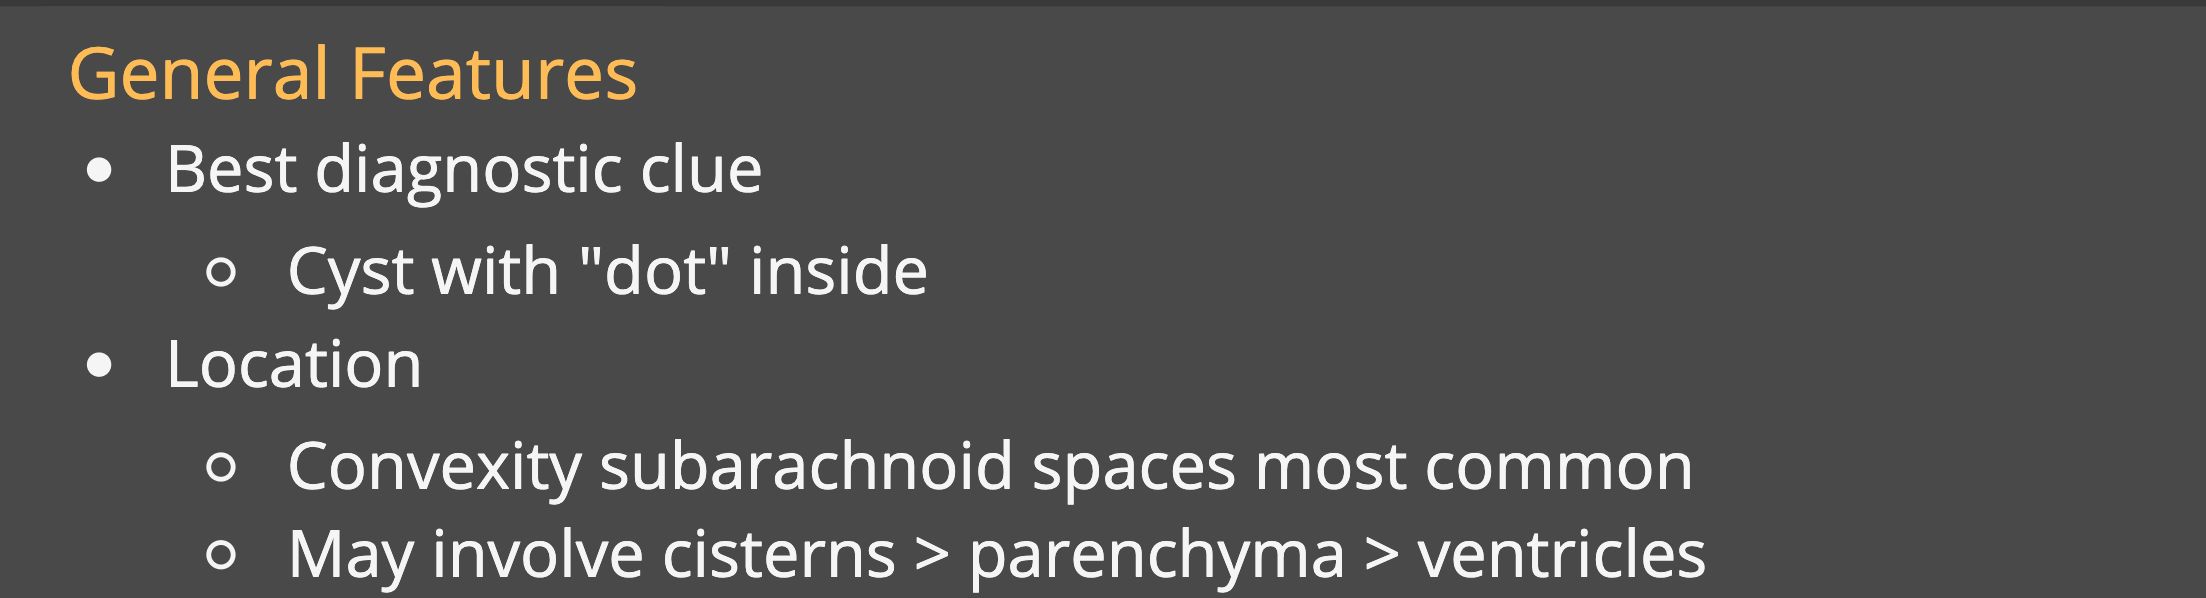 General Features
• Best diagnostic clue
○ Cyst with "dot" inside
• Location
○ Convexity subarachnoid spaces most common
○ May involve cisterns > parenchyma > ventricles